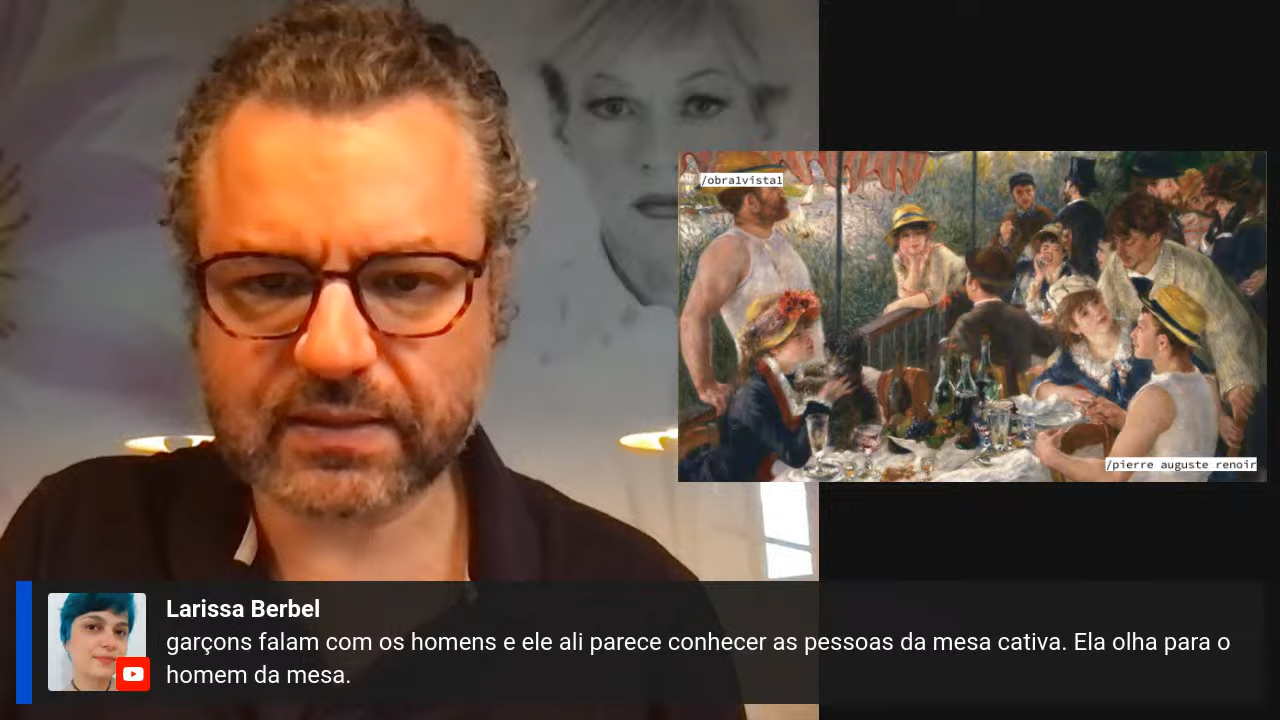 /obra1vista1
/pierre auguste renoir
Larissa Berbel
garçons falam com os homens e ele ali parece conhecer as pessoas da mesa cativa. Ela olha para o
homem da mesa.